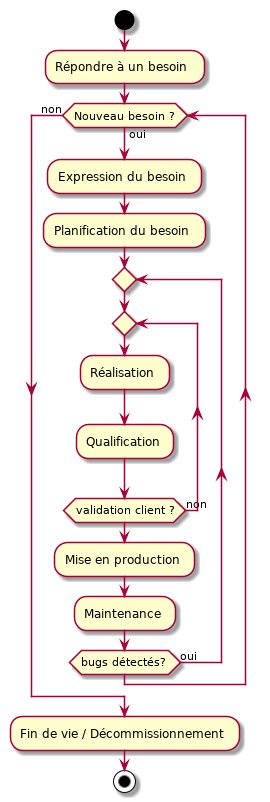 Répondre à un besoin
non
Nouveau besoin ?
oui
Expression du besoin
Planification du besoin
Réalisation
Qualification
validation client ?
non
Mise en production
Maintenance
bugs détectés?
oui
Fin de vie / Décommissionnement